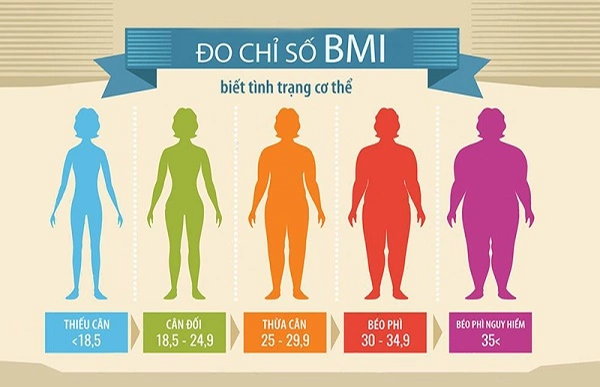 ĐO CHỈ SỐ BMI
biết tình trạng cơ thể
THIẾU CÂN
<18,5
CÂN ĐỐI
18,5 - 24,9
THỪA CÂN
25 - 29,9
BÉO PHÌ
30 - 34,9
BÉO PHÌ NGUY HIỂM
35<